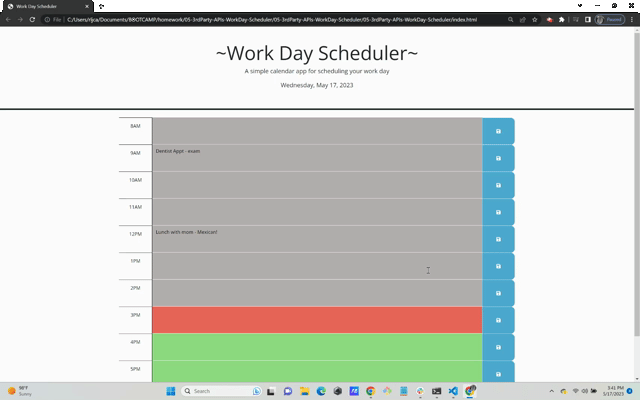 Work Day Scheduler
File
C:/Users/rljca/Documents/BOOTCAMP/homework/05-3rdParty-APIs-WorkDay-Scheduler/05-3rdParty-APIs-WorkDay-Scheduler/05-3rdParty-APIs-WorkDay-Scheduler/index.html
Paused
~Work Day Scheduler~
A simple calendar app for scheduling your work day
Wednesday, May 17, 2023
8AM
9AM Dentist Appt - exam
10AM
11AM
12PM Lunch with mom - Mexican!
1PM
2PM
3PM
4PM
5PM
Sunny
Search
3:41 PM
5/17/2023